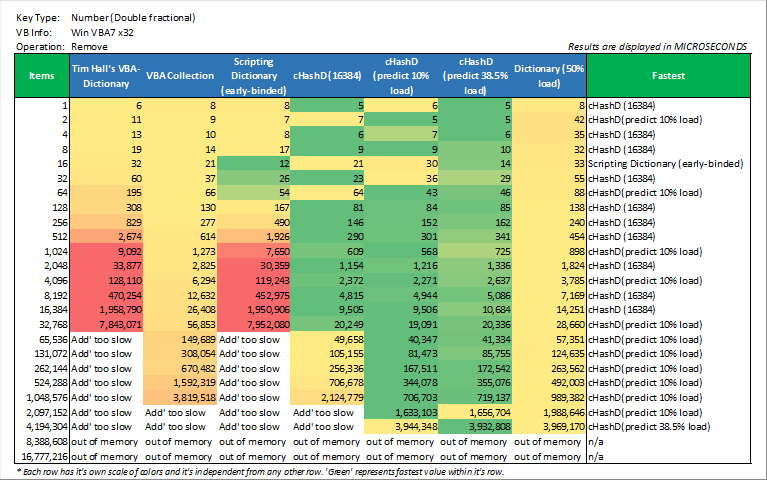 Key Type: Number (Double fractional)
VB Info: Win VBA7 x32
Operation: Remove
Results are displayed in MICROSECONDS
Items Tim Hall's VBA-Dictionary VBA Collection Scripting Dictionary (early-binded) cHashD (16384) cHashD (predict 10% load) cHashD (predict 38.5% load) Dictionary (50% load) Fastest
1 6 8 8 5 6 5 8 cHashD (16384)
2 11 9 7 7 5 5 42 cHashD(predict 10% load)
4 13 10 8 6 7 6 35 cHashD (16384)
8 19 14 17 9 9 10 32 cHashD (16384)
16 32 21 12 21 30 14 33 Scripting Dictionary (early-binded)
32 60 37 26 23 36 29 55 cHashD (16384)
64 195 66 54 64 43 46 88 cHashD(predict 10% load)
128 308 130 167 81 84 85 138 cHashD (16384)
256 829 277 490 146 152 162 240 cHashD (16384)
512 2,674 614 1,926 290 301 341 454 cHashD (16384)
1,024 9,092 1,273 7,650 609 568 725 898 cHashD(predict 10% load)
2,048 33,877 2,825 30,359 1,154 1,216 1,336 1,824 cHashD (16384)
4,096 128,110 6,294 119,243 2,372 2,271 2,637 3,785 cHashD(predict 10% load)
8,192 470,254 12,632 452,975 4,815 4,944 5,086 7,169 cHashD (16384)
16,384 1,958,790 26,408 1,950,906 9,505 9,506 10,684 14,251 cHashD (16384)
32,768 7,843,071 56,853 7,952,080 20,249 19,091 20,336 28,660 cHashD(predict 10% load)
65,536 Add' too slow 149,689 Add' too slow 49,658 40,347 41,334 57,351 cHashD(predict 10% load)
131,072 Add' too slow 308,054 Add' too slow 105,155 81,473 85,755 124,635 cHashD(predict 10% load)
262,144 Add' too slow 670,482 Add' too slow 256,336 167,511 172,542 263,562 cHashD(predict 10% load)
524,288 Add' too slow 1,592,319 Add' too slow 706,678 344,078 355,076 492,003 cHashD(predict 10% load)
1,048,576 Add' too slow 3,819,518 Add' too slow 2,124,779 706,703 719,137 989,382 cHashD(predict 10% load)
2,097,152 Add' too slow Add' too slow Add' too slow Add' too slow 1,633,103 1,656,704 1,988,646 cHashD(predict 10% load)
4,194,304 Add' too slow Add' too slow Add' too slow Add' too slow 3,944,348 3,932,808 3,969,170 cHashD(predict 38.5% load)
8,388,608 out of memory out of memory out of memory out of memory out of memory out of memory out of memory n/a
16,777,216 out of memory out of memory out of memory out of memory out of memory out of memory out of memory n/a
* Each row has it's own scale of colors and it's independent from any other row. 'Green' represents fastest value within it's row.